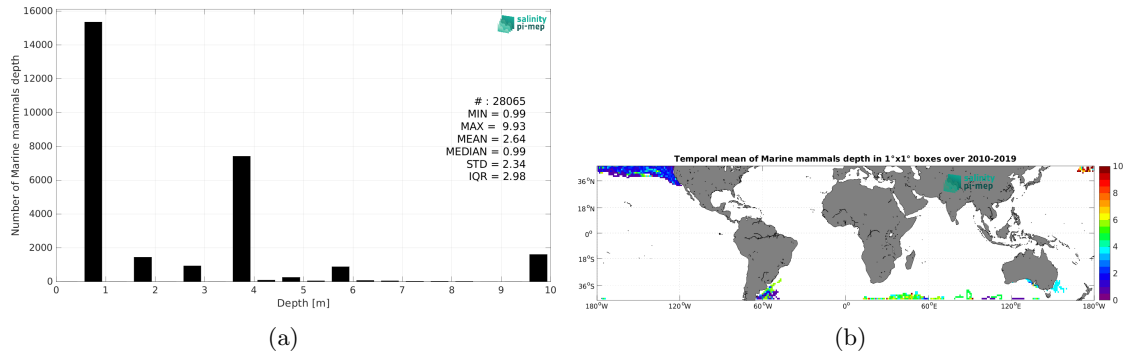 16000
14000
12000
10000
8000
6000
4000
2000
0
Number of Marine mammals depth
salinity
pi-mep
# : 28065
MIN = 0.99
MAX = 9.93
MEAN = 2.64
MEDIAN = 0.99
STD = 2.34
IQR = 2.98
0 1 2 3 4 5 6 7 8 9 10
Depth [m]
(a)
Temporal mean of Marine mammals depth in 1°x1° boxes over 2010-2019
salinity
pi-mep
36°N
18°N
0°
18°S
36°S
180°W 120°W 60°W 0° 60°E 120°E 180°E
10
8
6
4
2
0
(b)